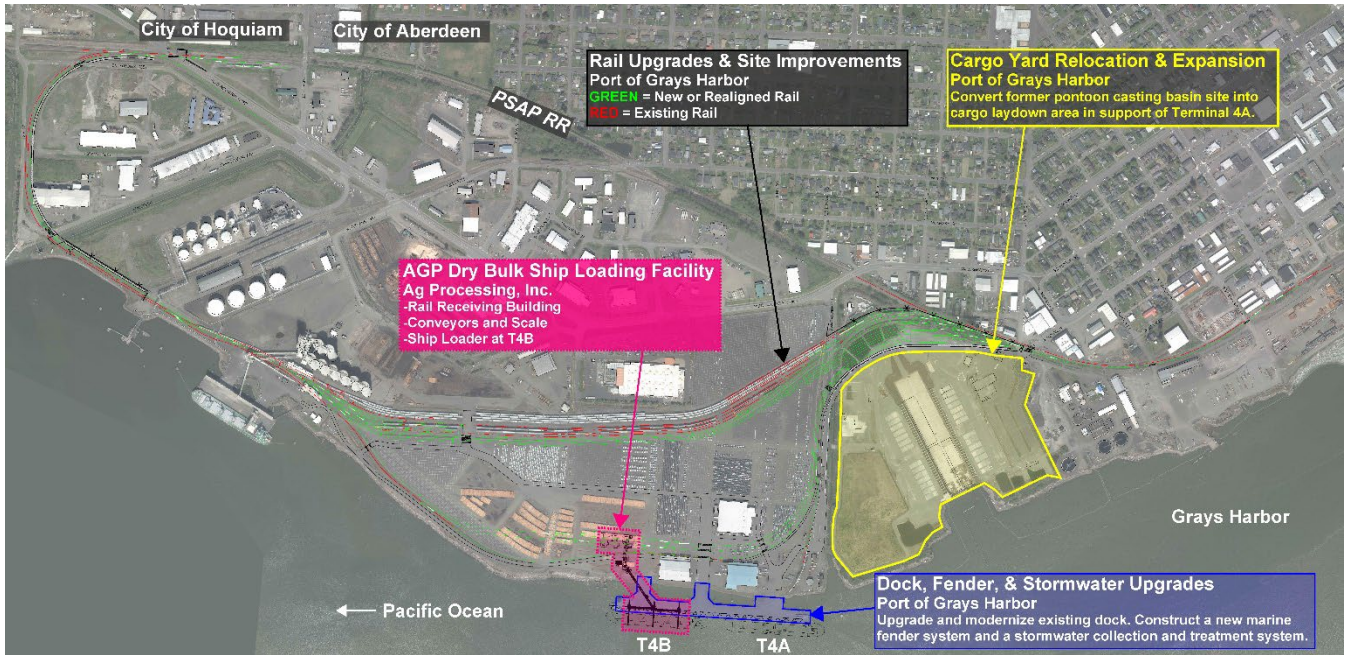 City of Hoquiam
City of Aberdeen
PSAP RR
Rail Upgrades & Site Improvements
Port of Grays Harbor
GREEN = New or Realigned Rail
RED = Existing Rail
Cargo Yard Relocation & Expansion
Port of Grays Harbor
Convert former pontoon casting basin site into
cargo laydown area in support of Terminal 4A.
AGP Dry Bulk Ship Loading Facility
Ag Processing, Inc.
-Rail Receiving Building
-Conveyors and Scale
-Ship Loader at T4B
Grays Harbor
Dock, Fender, & Stormwater Upgrades
Port of Grays Harbor
Upgrade and modernize existing dock. Construct a new marine
fender system and a stormwater collection and treatment system.
Pacific Ocean
T4B
T4A